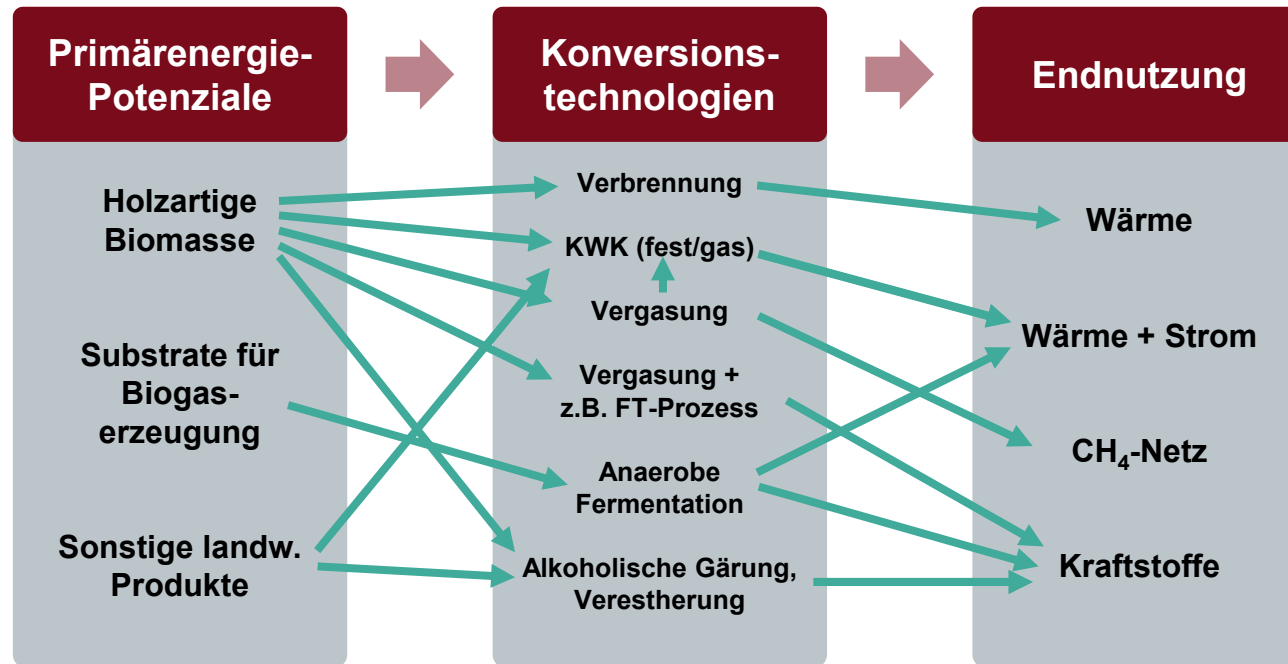 Primärenergie-
Potenziale
Konversions-
technologien
Endnutzung
Holzartige
Biomasse
Substrate für
Biogas-
erzeugung
Sonstige landw.
Produkte
Verbrennung
KWK (fest/gas)
Vergasung
Vergasung +
z.B. FT-Prozess
Anaerobe
Fermentation
Alkoholische Gärung,
Verestherung
Wärme
Wärme + Strom
CH₄-Netz
Kraftstoffe